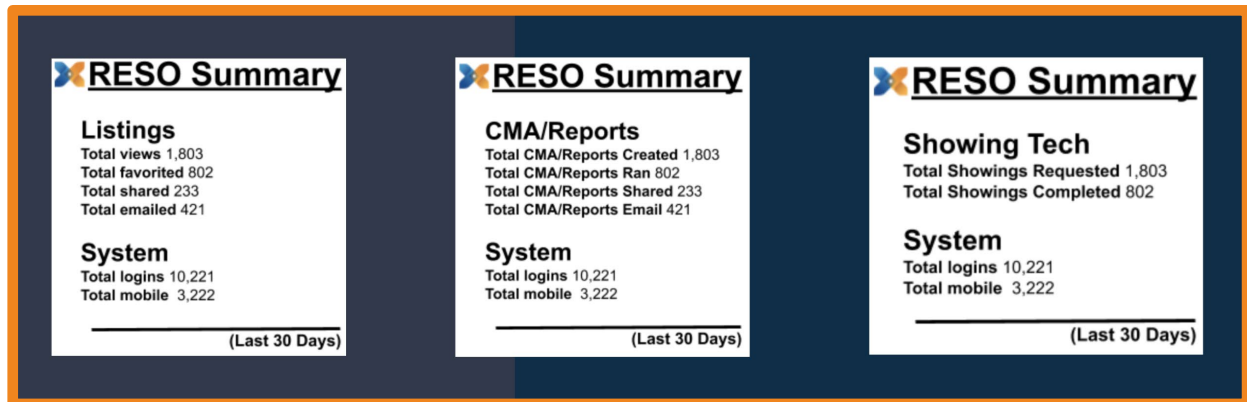 RESO Summary
Listings
Total views 1,803
Total favorited 802
Total shared 233
Total emailed 421
System
Total logins 10,221
Total mobile 3,222
(Last 30 Days)
RESO Summary
CMA/Reports
Total CMA/Reports Created 1,803
Total CMA/Reports Ran 802
Total CMA/Reports Shared 233
Total CMA/Reports Email 421
System
Total logins 10,221
Total mobile 3,222
(Last 30 Days)
RESO Summary
Showing Tech
Total Showings Requested 1,803
Total Showings Completed 802
System
Total logins 10,221
Total mobile 3,222
(Last 30 Days)